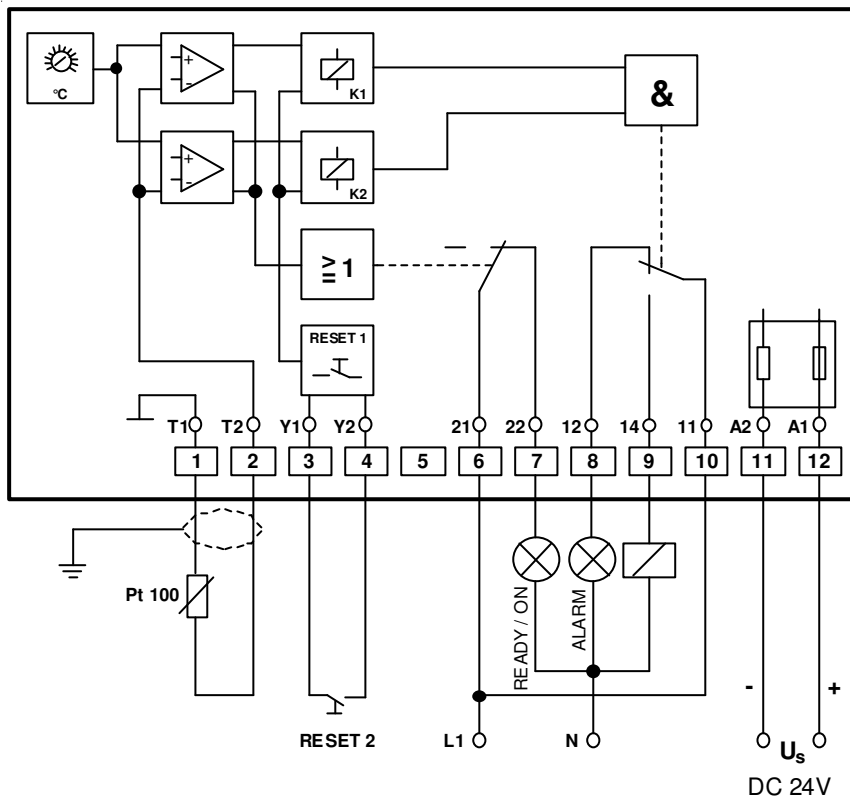 °C
+
-
K1
&
+
-
K2
≥ 1
=
RESET 1
T1 T2 Y1 Y2 21 22 12 14 11 A2 A1
1 2 3 4 5 6 7 8 9 10 11 12
Pt 100
READY / ON
ALARM
- +
RESET 2 L1 N Us
DC 24V